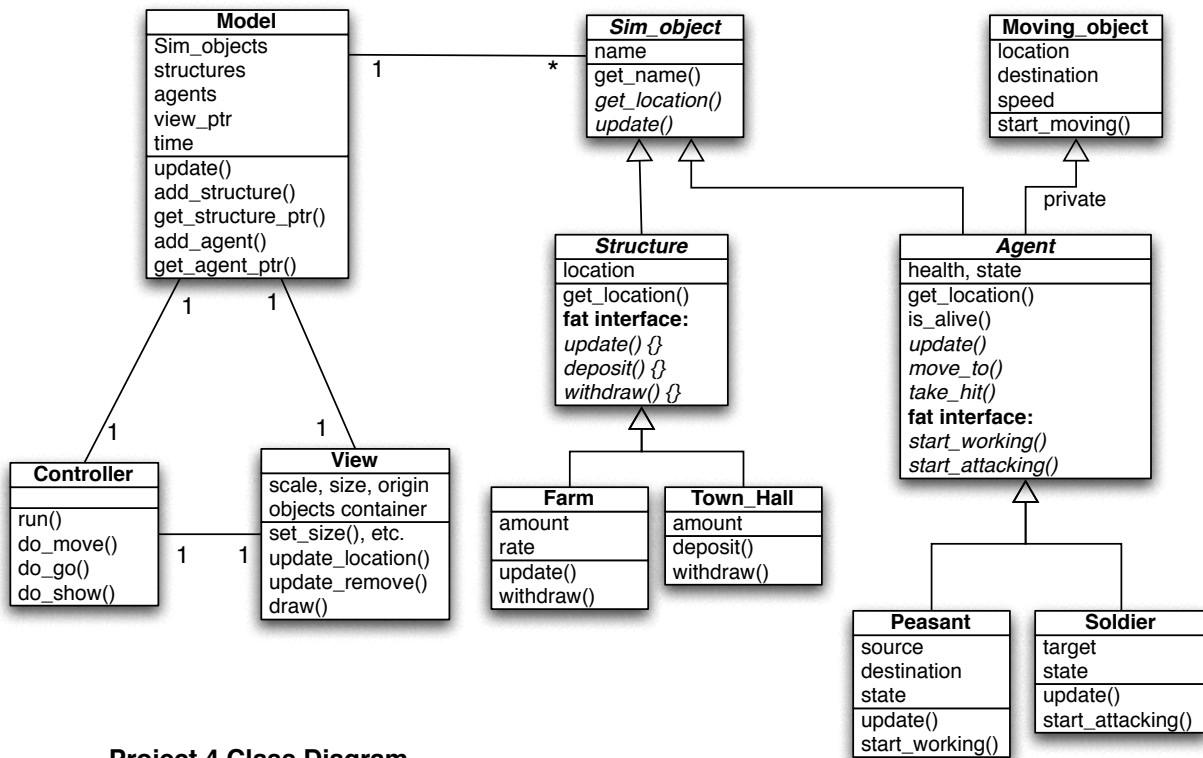 Model
Sim_objects
structures
agents
view_ptr
time
update()
add_structure()
get_structure_ptr()
add_agent()
get_agent_ptr()
1
*
Sim_object
name
get_name()
get_location()
update()
Moving_object
location
destination
speed
start_moving()
private
Structure
location
get_location()
fat interface:
update() {}
deposit() {}
withdraw() {}
Agent
health, state
get_location()
is_alive()
update()
move_to()
take_hit()
fat interface:
start_working()
start_attacking()
1
1
1
1
Controller
run()
do_move()
do_go()
do_show()
1
1
View
scale, size, origin
objects container
set_size(), etc.
update_location()
update_remove()
draw()
Farm
amount
rate
update()
withdraw()
Town_Hall
amount
deposit()
withdraw()
Peasant
source
destination
state
update()
start_working()
Soldier
target
state
update()
start_attacking()
Project 4 Class Diagram